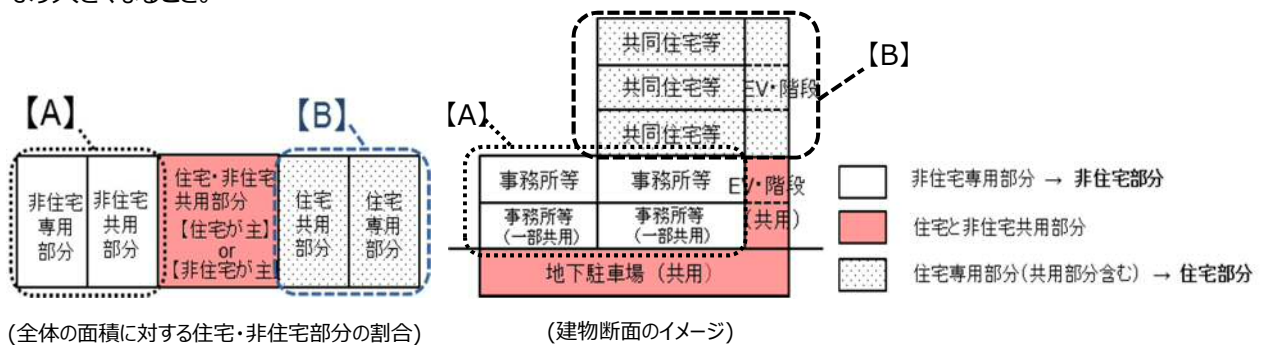 【A】
【B】
非住宅
専用
部分
非住宅
共用
部分
住宅・非住宅
共用部分
【住宅が主】
or
【非住宅が主】
住宅
共用
部分
住宅
専用
部分
(全体の面積に対する住宅・非住宅部分の割合)
【A】
【B】
共同住宅等
共同住宅等
EV・階段
共同住宅等
事務所等
事務所等
EV・階段
(共用)
事務所等
(一部共用)
事務所等
(一部共用)
地下駐車場（共用）
(建物断面のイメージ)
非住宅専用部分 → 非住宅部分
住宅と非住宅共用部分
住宅専用部分(共用部分含む) → 住宅部分